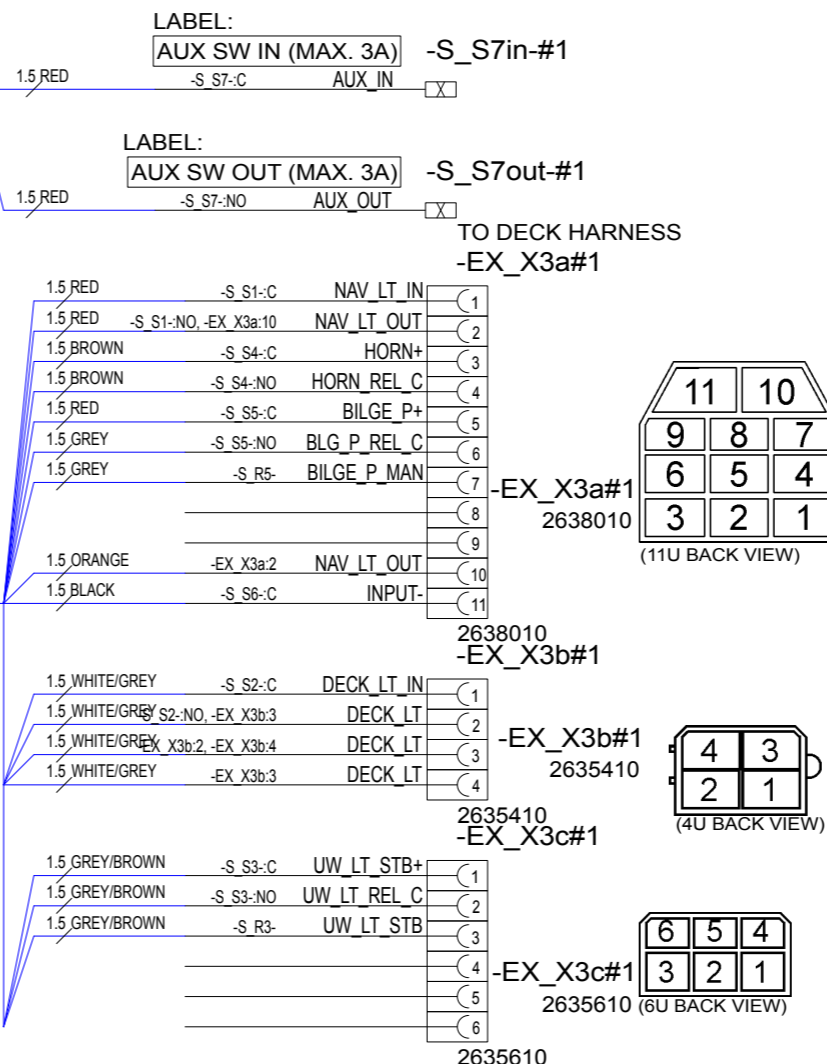 LABEL:
AUX SW IN (MAX. 3A) -S_S7in-#1
1.5 RED -S_S7-:C AUX_IN X
LABEL:
AUX SW OUT (MAX. 3A) -S_S7out-#1
1.5 RED -S_S7-:NO AUX_OUT X
TO DECK HARNESS
-EX_X3a#1
1.5 RED -S_S1-:C NAV_LT_IN 1
1.5 RED -S_S1-:NO, -EX_X3a:10 NAV_LT_OUT 2
1.5 BROWN -S_S4-:C HORN+ 3
1.5 BROWN -S_S4-:NO HORN_REL_C 4
1.5 RED -S_S5-:C BILGE_P+ 5
1.5 GREY -S_S5-:NO BLG_P_REL_C 6
1.5 GREY -S_R5- BILGE_P_MAN 7
8
9
1.5 ORANGE -EX_X3a:2 NAV_LT_OUT 10
1.5 BLACK -S_S6-:C INPUT- 11
-EX_X3a#1
2638010
11 10
9 8 7
6 5 4
3 2 1
(11U BACK VIEW)
2638010
-EX_X3b#1
1.5 WHITE/GREY -S_S2-:C DECK_LT_IN 1
1.5 WHITE/GREY -S_S2-:NO, -EX_X3b:3 DECK_LT 2
1.5 WHITE/GREY -EX_X3b:2, -EX_X3b:4 DECK_LT 3
1.5 WHITE/GREY -EX_X3b:3 DECK_LT 4
-EX_X3b#1
2635410
4 3
2 1
(4U BACK VIEW)
2635410
-EX_X3c#1
1.5 GREY/BROWN -S_S3-:C UW_LT_STB+ 1
1.5 GREY/BROWN -S_S3-:NO UW_LT_REL_C 2
1.5 GREY/BROWN -S_R3- UW_LT_STB 3
4
5
6
-EX_X3c#1
2635610
6 5 4
3 2 1
(6U BACK VIEW)
2635610